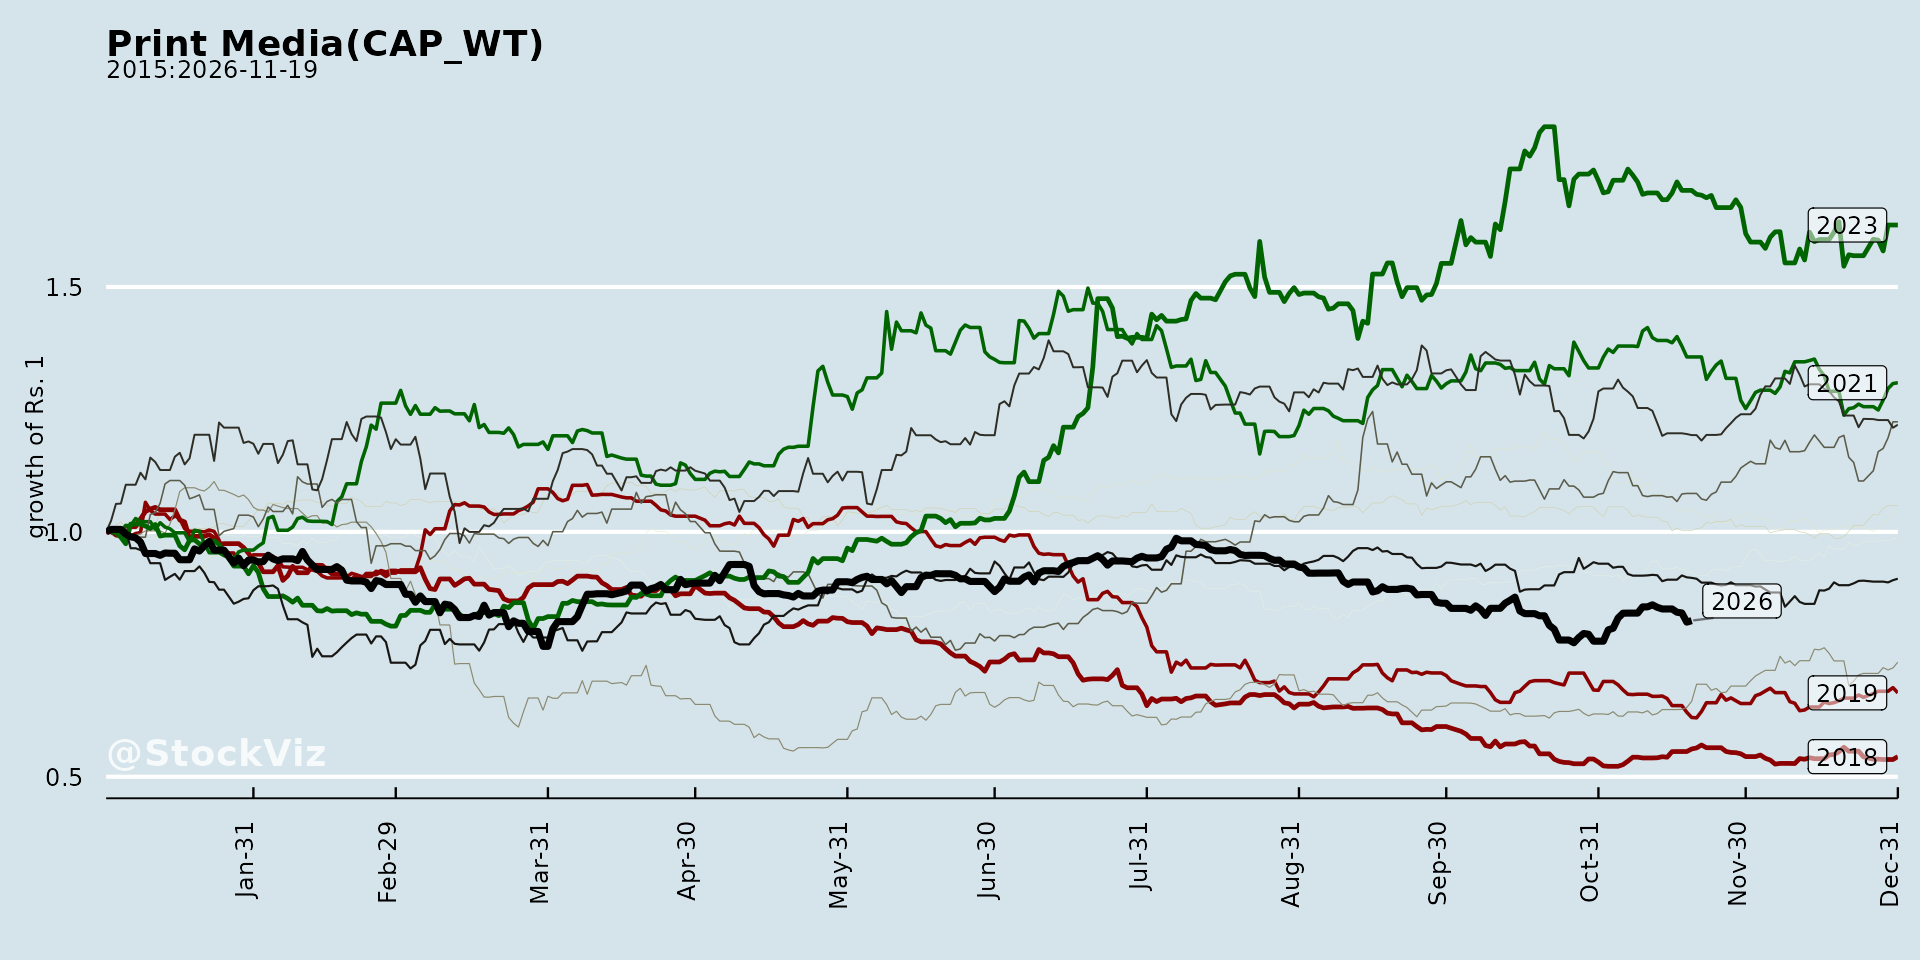 Print Media(CAP_WT)
2015:2026-11-19
growth of Rs. 1
1.5
1.0
0.5
2023
2021
2026
2019
2018
@StockViz
Jan-31
Feb-29
Mar-31
Apr-30
May-31
Jun-30
Jul-31
Aug-31
Sep-30
Oct-31
Nov-30
Dec-31